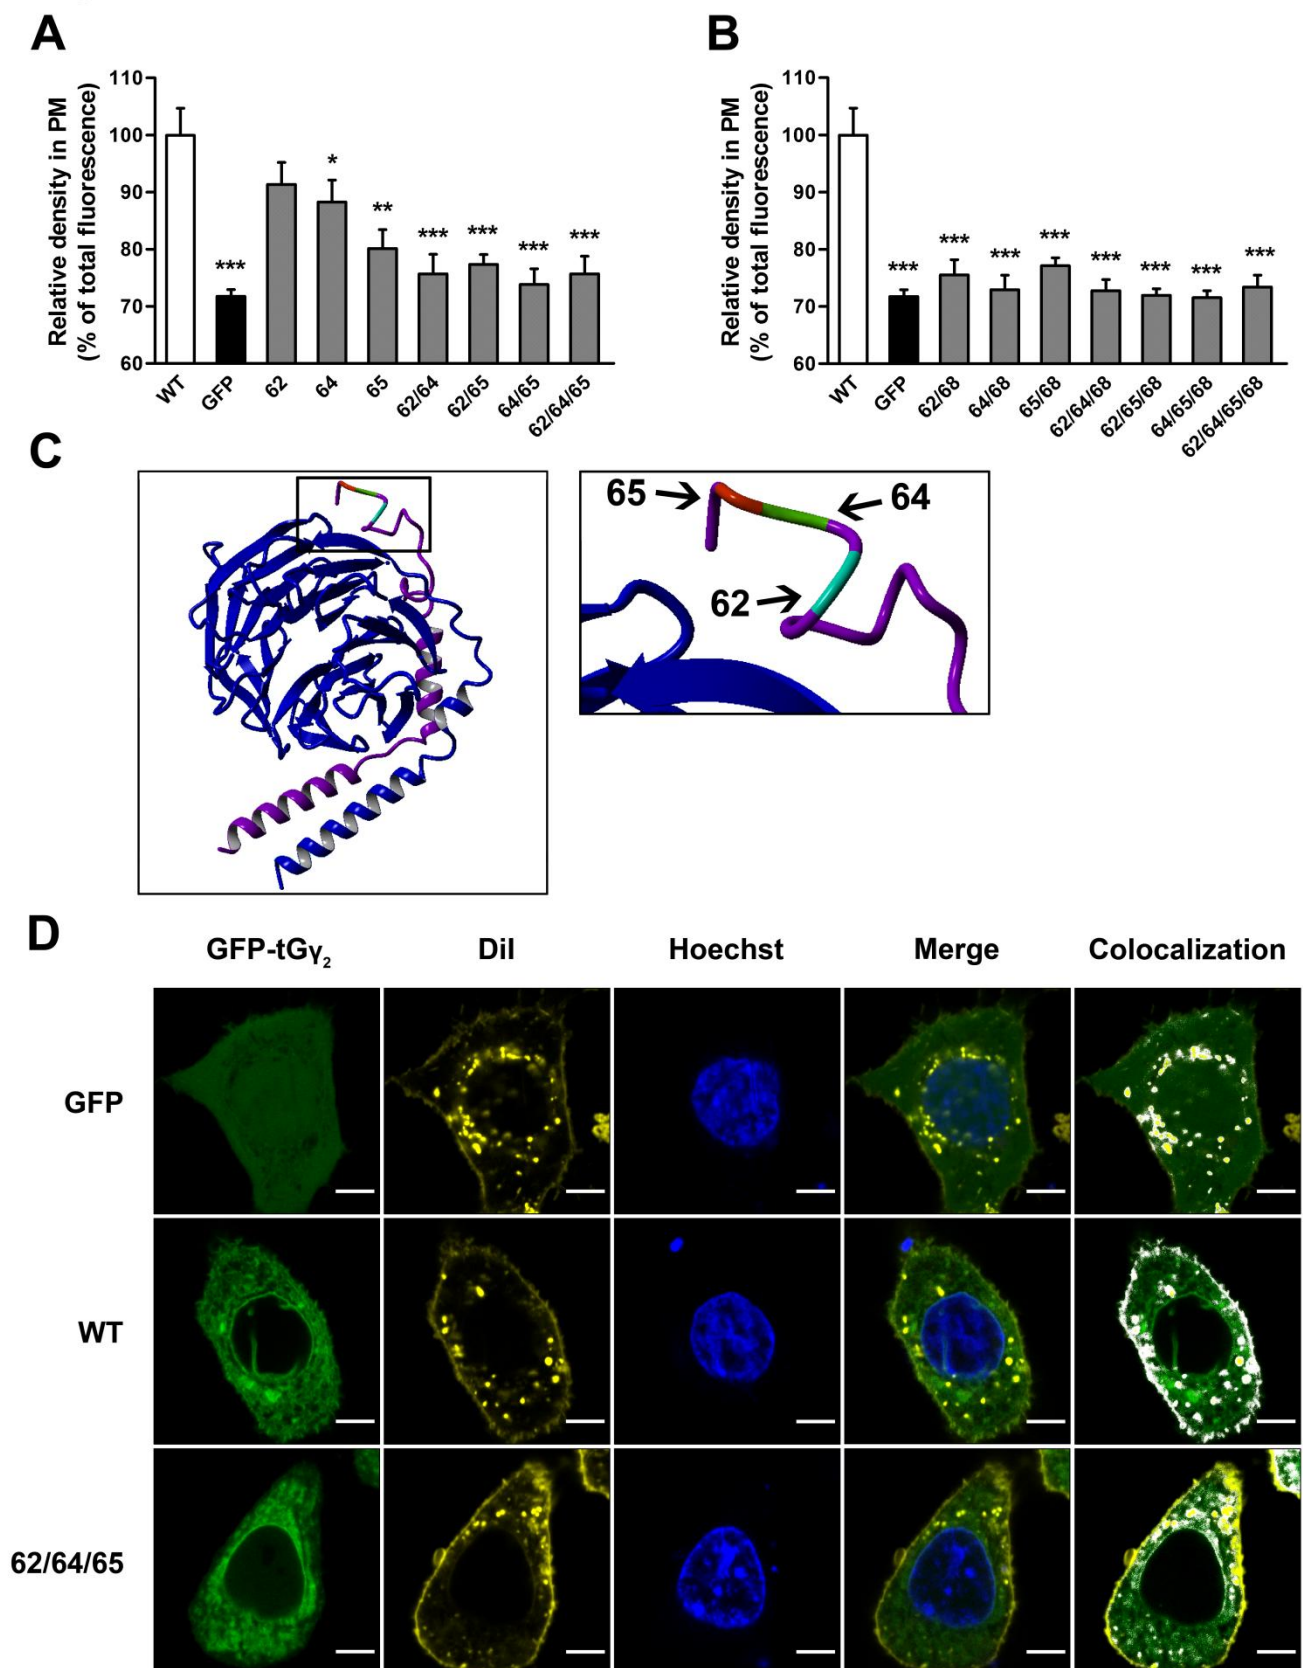 A
Relative density in PM
(% of total fluorescence)
110
100
90
80
70
60
***
*
**
***
***
***
***
WT
GFP
62
64
65
62/64
62/65
64/65
62/64/65
B
Relative density in PM
(% of total fluorescence)
110
100
90
80
70
60
***
***
***
***
***
***
***
***
WT
GFP
62/68
64/68
65/68
62/64/68
62/65/68
64/65/68
62/64/65/68
C
65
64
62
D
GFP-tGγ₂
DiI
Hoechst
Merge
Colocalization
GFP
WT
62/64/65